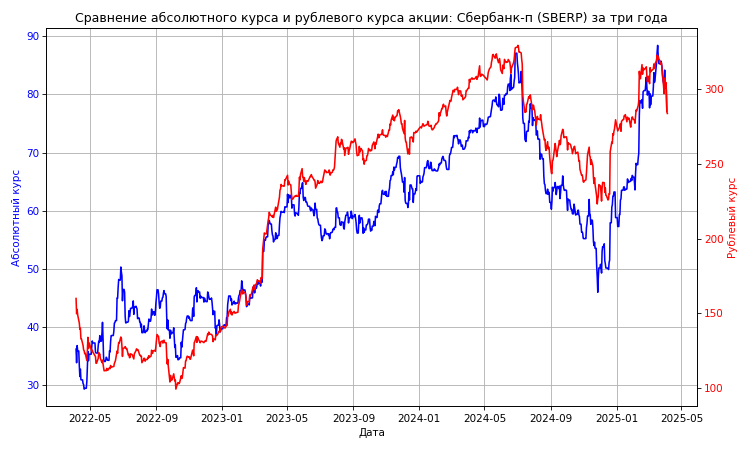 Сравнение абсолютного курса и рублевого курса акции: Сбербанк-п (SBERP) за три года
Абсолютный курс
90
80
70
60
50
40
30
300
250
200
150
100
Рублевый курс
2022-05 2022-09 2023-01 2023-05 2023-09 2024-01 2024-05 2024-09 2025-01 2025-05
Дата